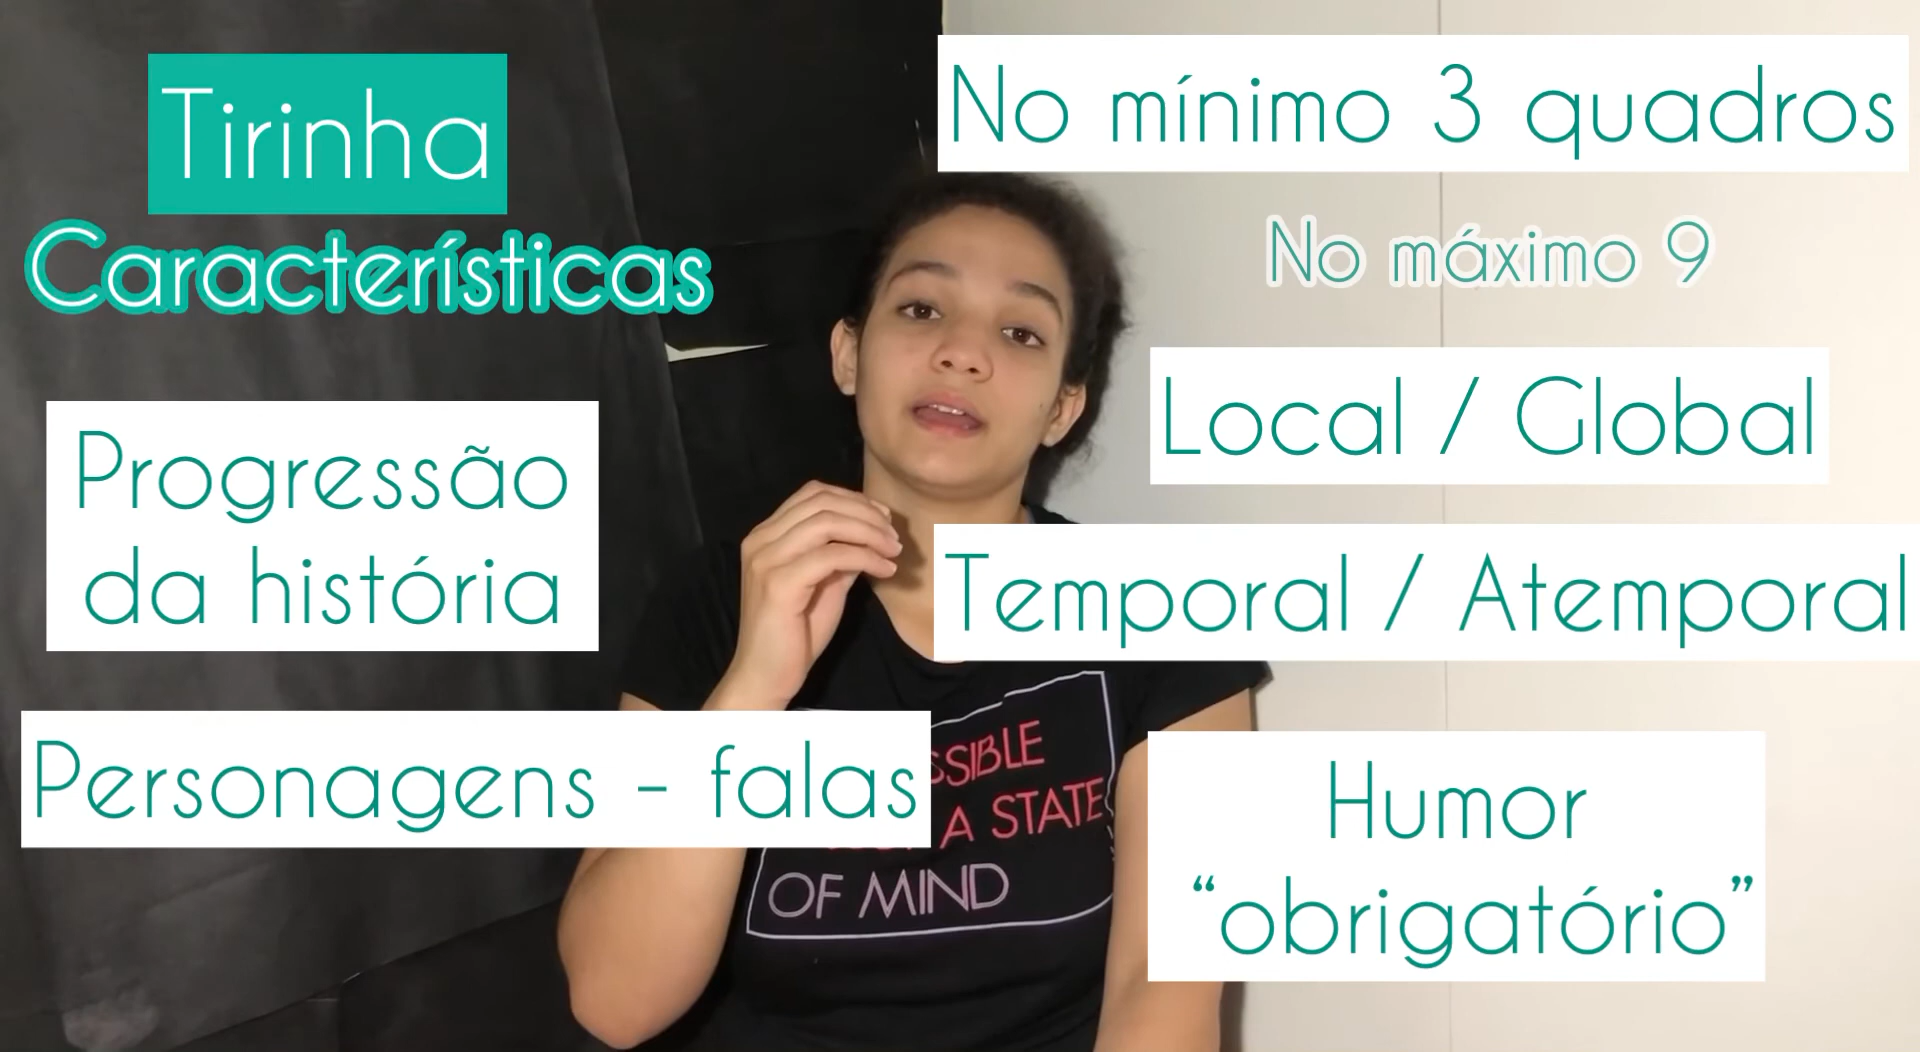 Tirinha
Características
Progressão
da história
Personagens - falas
No mínimo 3 quadros
No máximo 9
Local / Global
Temporal / Atemporal
Humor
“obrigatório”
A STATE
OF MIND